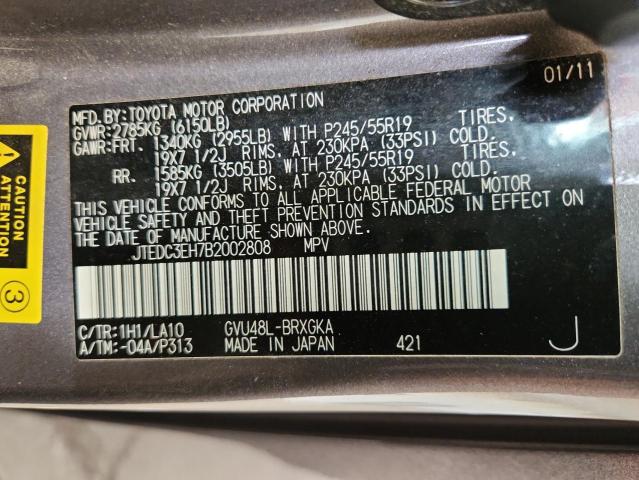 01/11
MFD. BY: TOYOTA MOTOR CORPORATION
GVWR: 2785KG (6150LB)
GAWR: FRT. 1340KG (2955LB) WITH P245/55R19 TIRES.
19X7 1/2J RIMS, AT 230KPA (33PSI) COLD.
RR. 1585KG (3505LB) WITH P245/55R19 TIRES.
19X7 1/2J RIMS, AT 230KPA (33PSI) COLD.
THIS VEHICLE CONFORMS TO ALL APPLICABLE FEDERAL MOTOR
VEHICLE SAFETY AND THEFT PREVENTION STANDARDS IN EFFECT ON
THE DATE OF MANUFACTURE SHOWN ABOVE.
JTEDC3EH7B2002808 MPV
C/TR: 1H1/LA10 GVU48L-BRXGKA
A/TM: -04A/P313 MADE IN JAPAN 421 J
CAUTION
ATTENTION
3